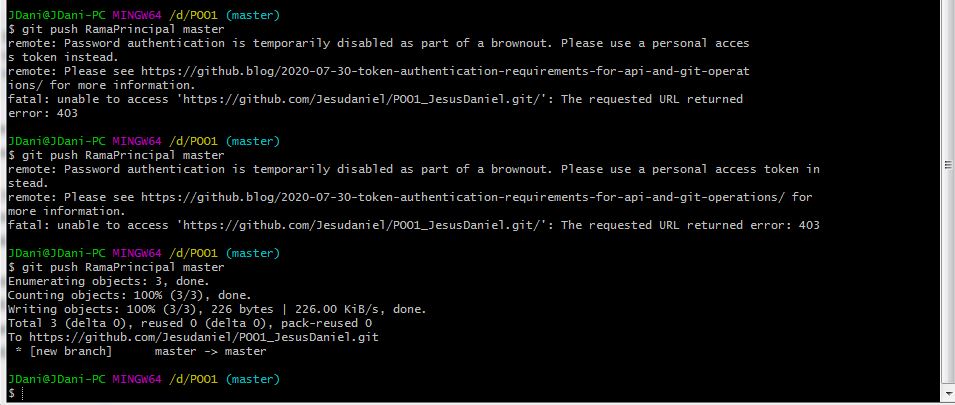 JDani@JDani-PC MINGW64 /d/POO1 (master)
$ git push RamaPrincipal master
remote: Password authentication is temporarily disabled as part of a brownout. Please use a personal acces
s token instead.
remote: Please see https://github.blog/2020-07-30-token-authentication-requirements-for-api-and-git-operat
ions/ for more information.
fatal: unable to access 'https://github.com/Jesudaniel/POO1_JesusDaniel.git/': The requested URL returned
error: 403
JDani@JDani-PC MINGW64 /d/POO1 (master)
$ git push RamaPrincipal master
remote: Password authentication is temporarily disabled as part of a brownout. Please use a personal access token in
stead.
remote: Please see https://github.blog/2020-07-30-token-authentication-requirements-for-api-and-git-operations/ for
more information.
fatal: unable to access 'https://github.com/Jesudaniel/POO1_JesusDaniel.git/': The requested URL returned error: 403
JDani@JDani-PC MINGW64 /d/POO1 (master)
$ git push RamaPrincipal master
Enumerating objects: 3, done.
Counting objects: 100% (3/3), done.
Writing objects: 100% (3/3), 226 bytes | 226.00 KiB/s, done.
Total 3 (delta 0), reused 0 (delta 0), pack-reused 0
To https://github.com/Jesudaniel/POO1_JesusDaniel.git
 * [new branch]      master -> master
JDani@JDani-PC MINGW64 /d/POO1 (master)
$